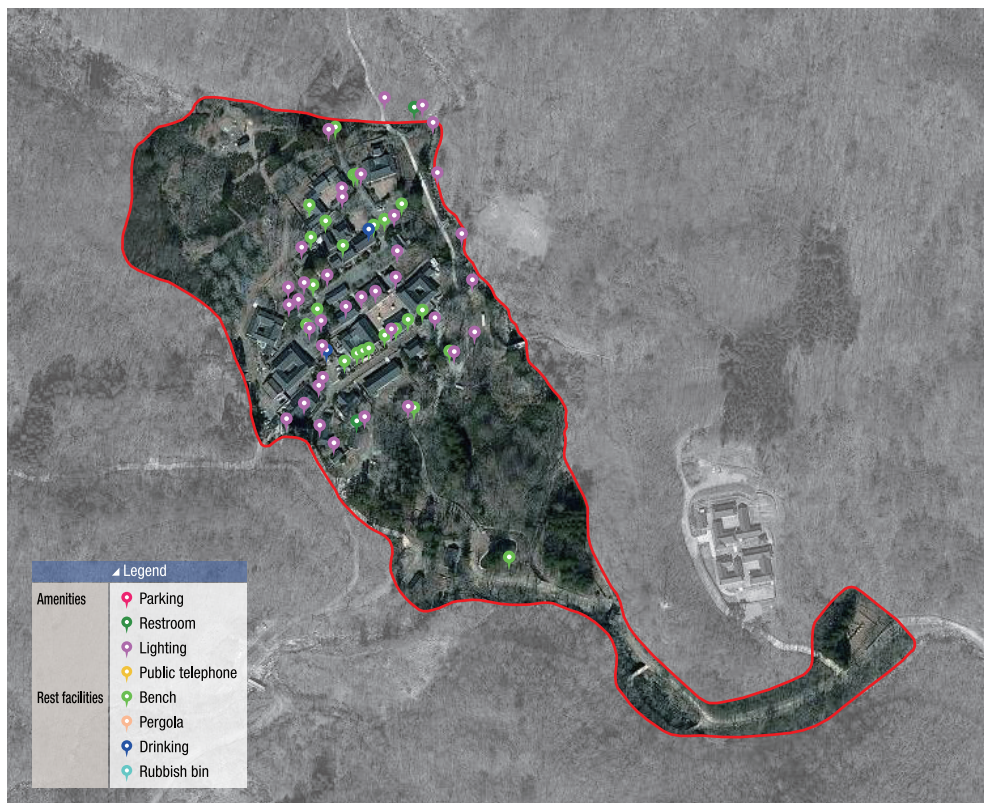 ◢ Legend
Amenities
Parking
Restroom
Lighting
Public telephone
Rest facilities
Bench
Pergola
Drinking
Rubbish bin